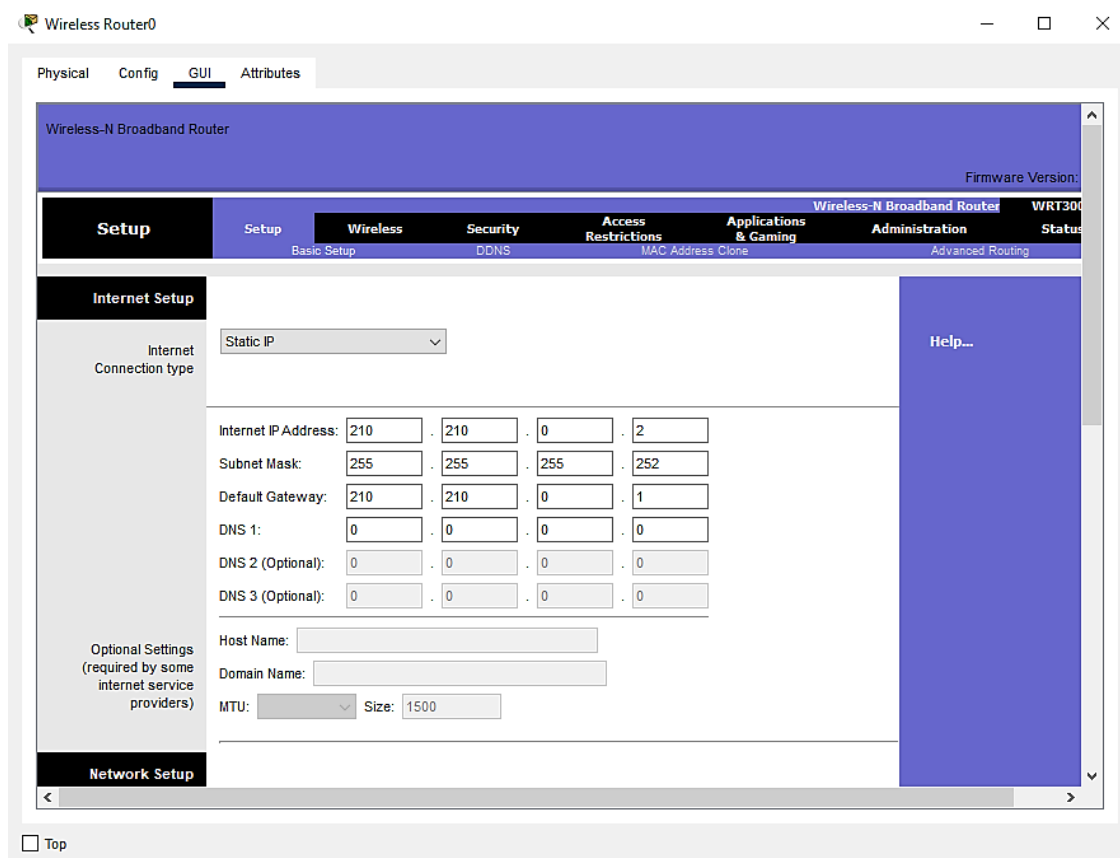 Wireless Router0
Physical Config GUI Attributes
Wireless-N Broadband Router
Firmware Version:
Wireless-N Broadband Router WRT300
Setup
Setup Wireless Security Access Restrictions Applications & Gaming Administration Status
Basic Setup DDNS MAC Address Clone Advanced Routing
Internet Setup
Internet
Connection type
Static IP
Help...
Internet IP Address: 210 . 210 . 0 . 2
Subnet Mask: 255 . 255 . 255 . 252
Default Gateway: 210 . 210 . 0 . 1
DNS 1: 0 . 0 . 0 . 0
DNS 2 (Optional): 0 . 0 . 0 . 0
DNS 3 (Optional): 0 . 0 . 0 . 0
Optional Settings
(required by some
internet service
providers)
Host Name:
Domain Name:
MTU: Size: 1500
Network Setup
Top